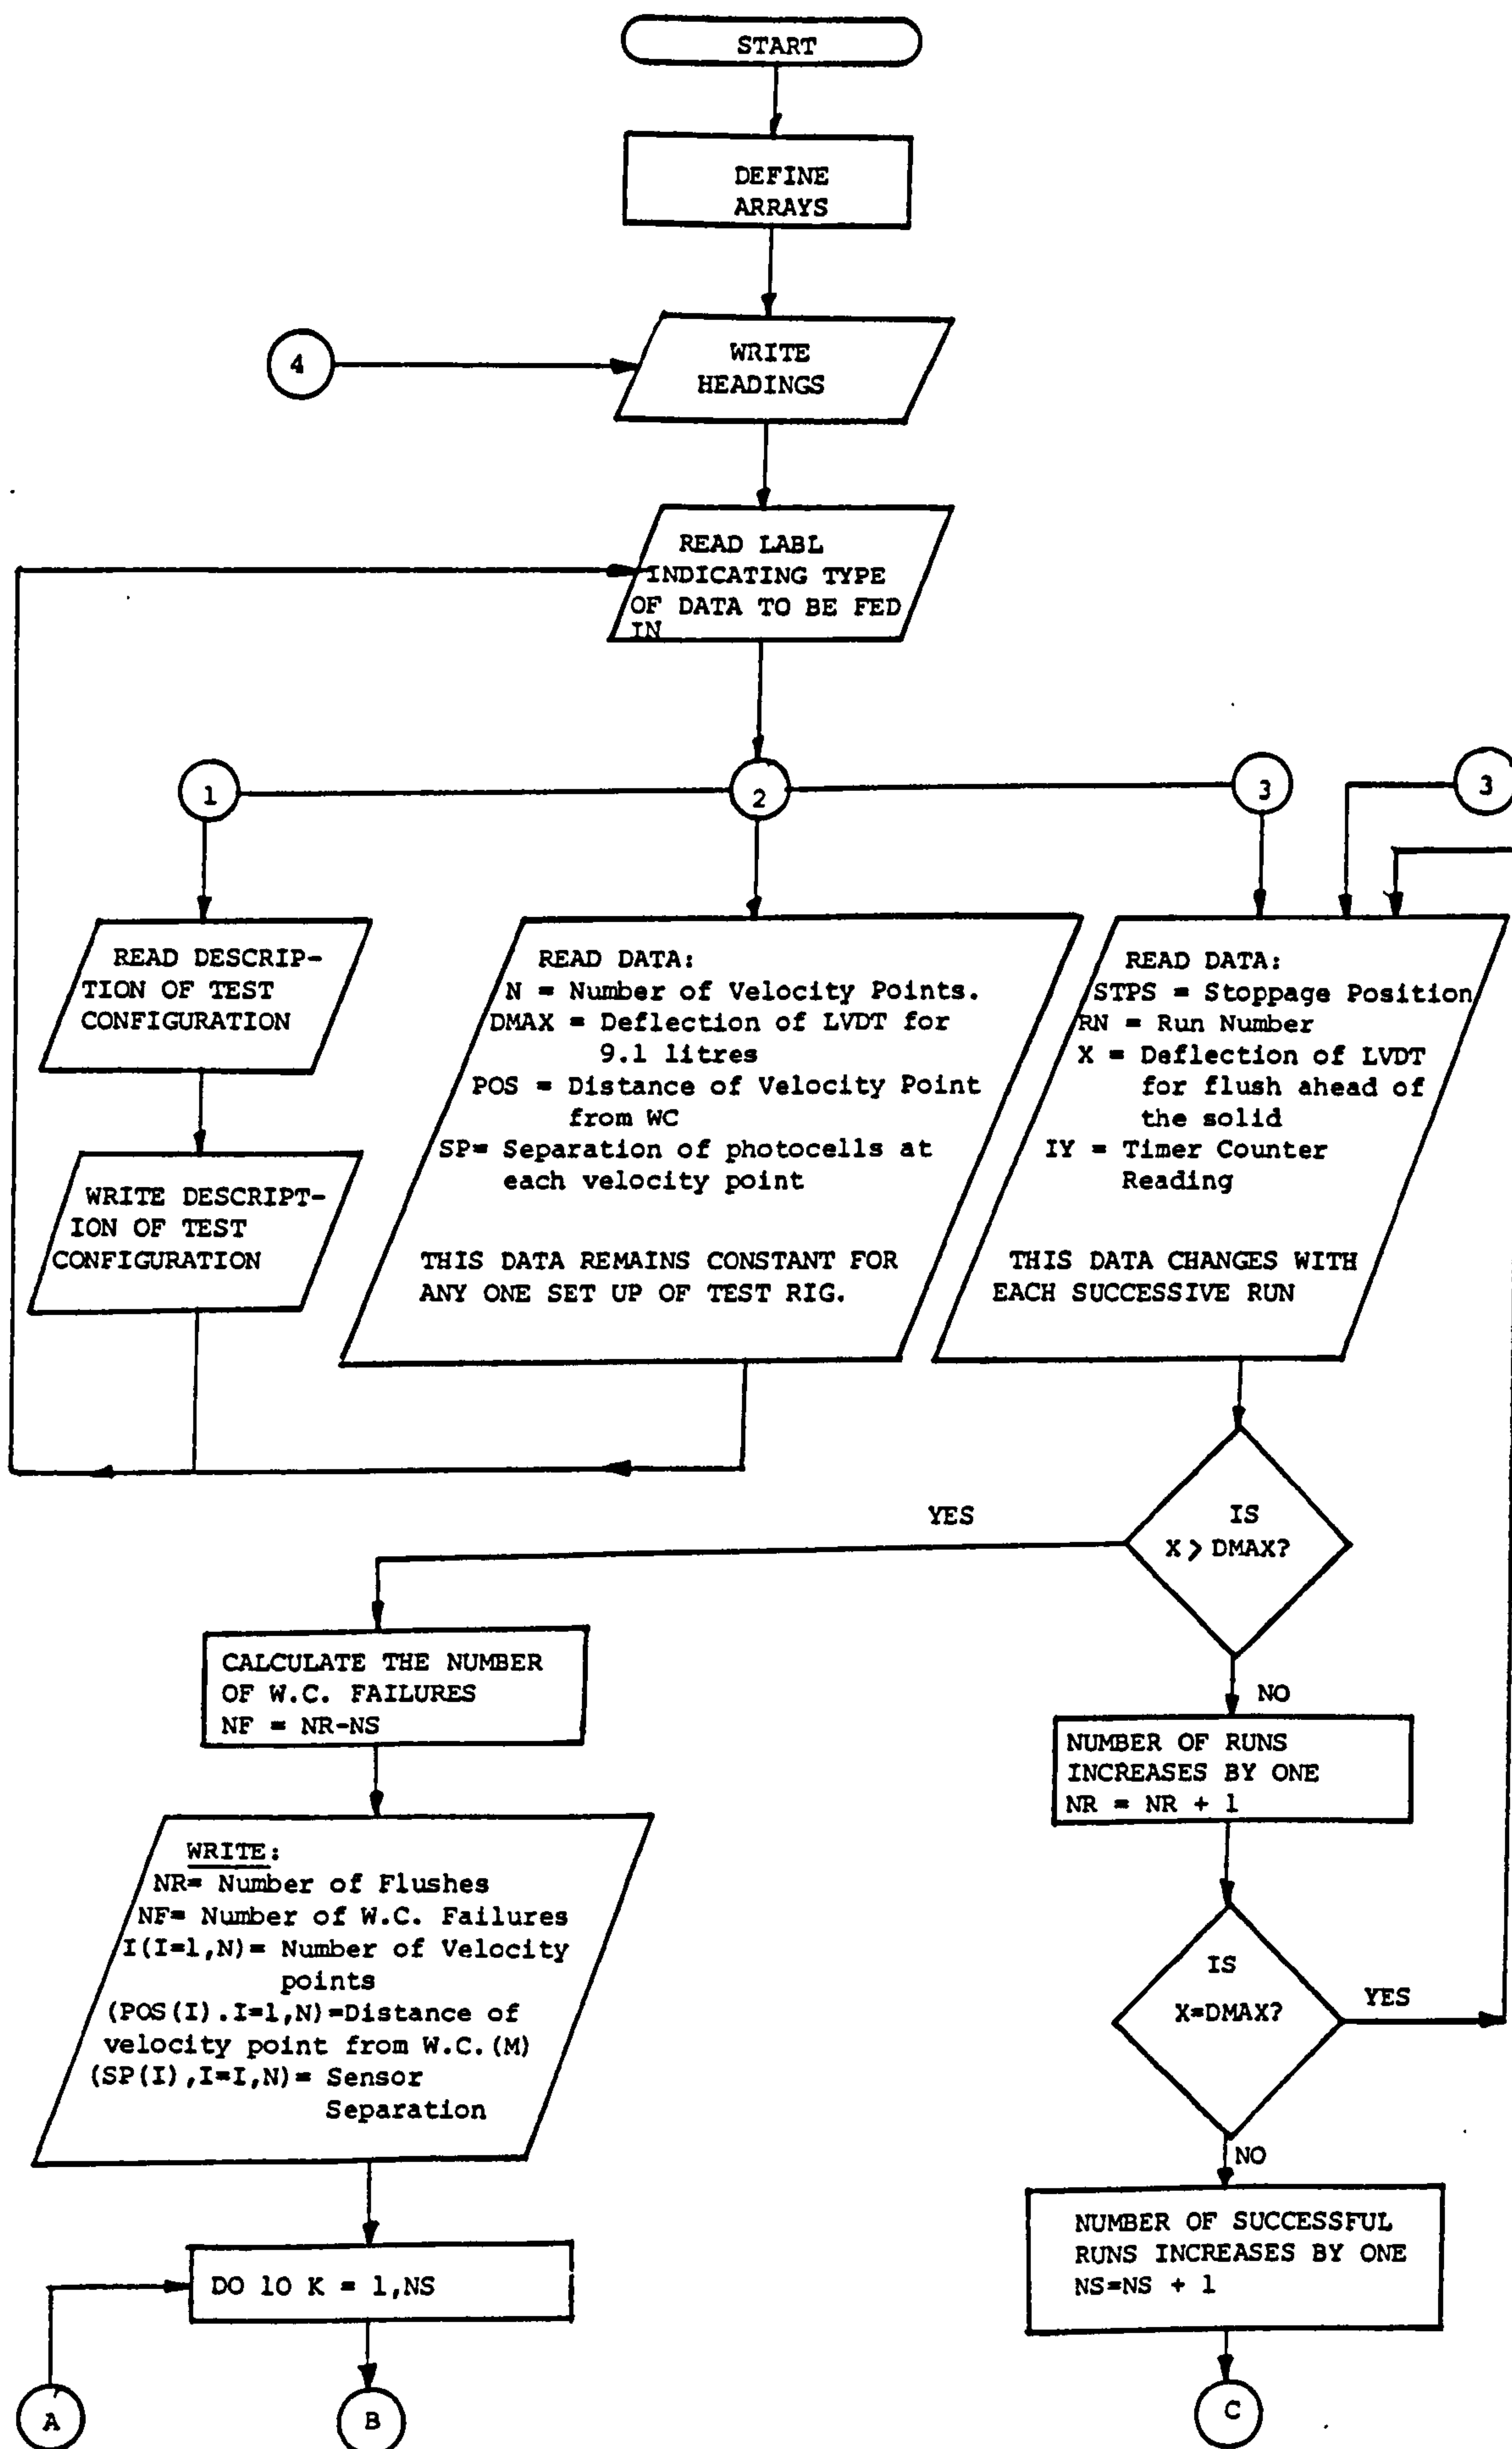 START
DEFINE
ARRAYS
4
WRITE
HEADINGS
READ LABL
INDICATING TYPE
OF DATA TO BE FED
IN
1
2
3
3
READ DESCRIP-
TION OF TEST
CONFIGURATION
WRITE DESCRIPT-
ION OF TEST
CONFIGURATION
READ DATA:
N = Number of Velocity Points.
DMAX = Deflection of LVDT for
9.1 litres
POS = Distance of Velocity Point
from WC
SP= Separation of photocells at
each velocity point
THIS DATA REMAINS CONSTANT FOR
ANY ONE SET UP OF TEST RIG.
READ DATA:
STPS = Stoppage Position
RN = Run Number
X = Deflection of LVDT
for flush ahead of
the solid
IY = Timer Counter
Reading
THIS DATA CHANGES WITH
EACH SUCCESSIVE RUN
IS
X > DMAX?
YES
NO
CALCULATE THE NUMBER
OF W.C. FAILURES
NF = NR-NS
WRITE:
NR= Number of Flushes
NF= Number of W.C. Failures
I(I=1,N)= Number of Velocity
points
(POS(I).I=1,N)=Distance of
velocity point from W.C.(M)
(SP(I),I=I,N)= Sensor
Separation
DO 10 K = 1,NS
A
B
NUMBER OF RUNS
INCREASES BY ONE
NR = NR + 1
IS
X=DMAX?
YES
NO
NUMBER OF SUCCESSFUL
RUNS INCREASES BY ONE
NS=NS + 1
C